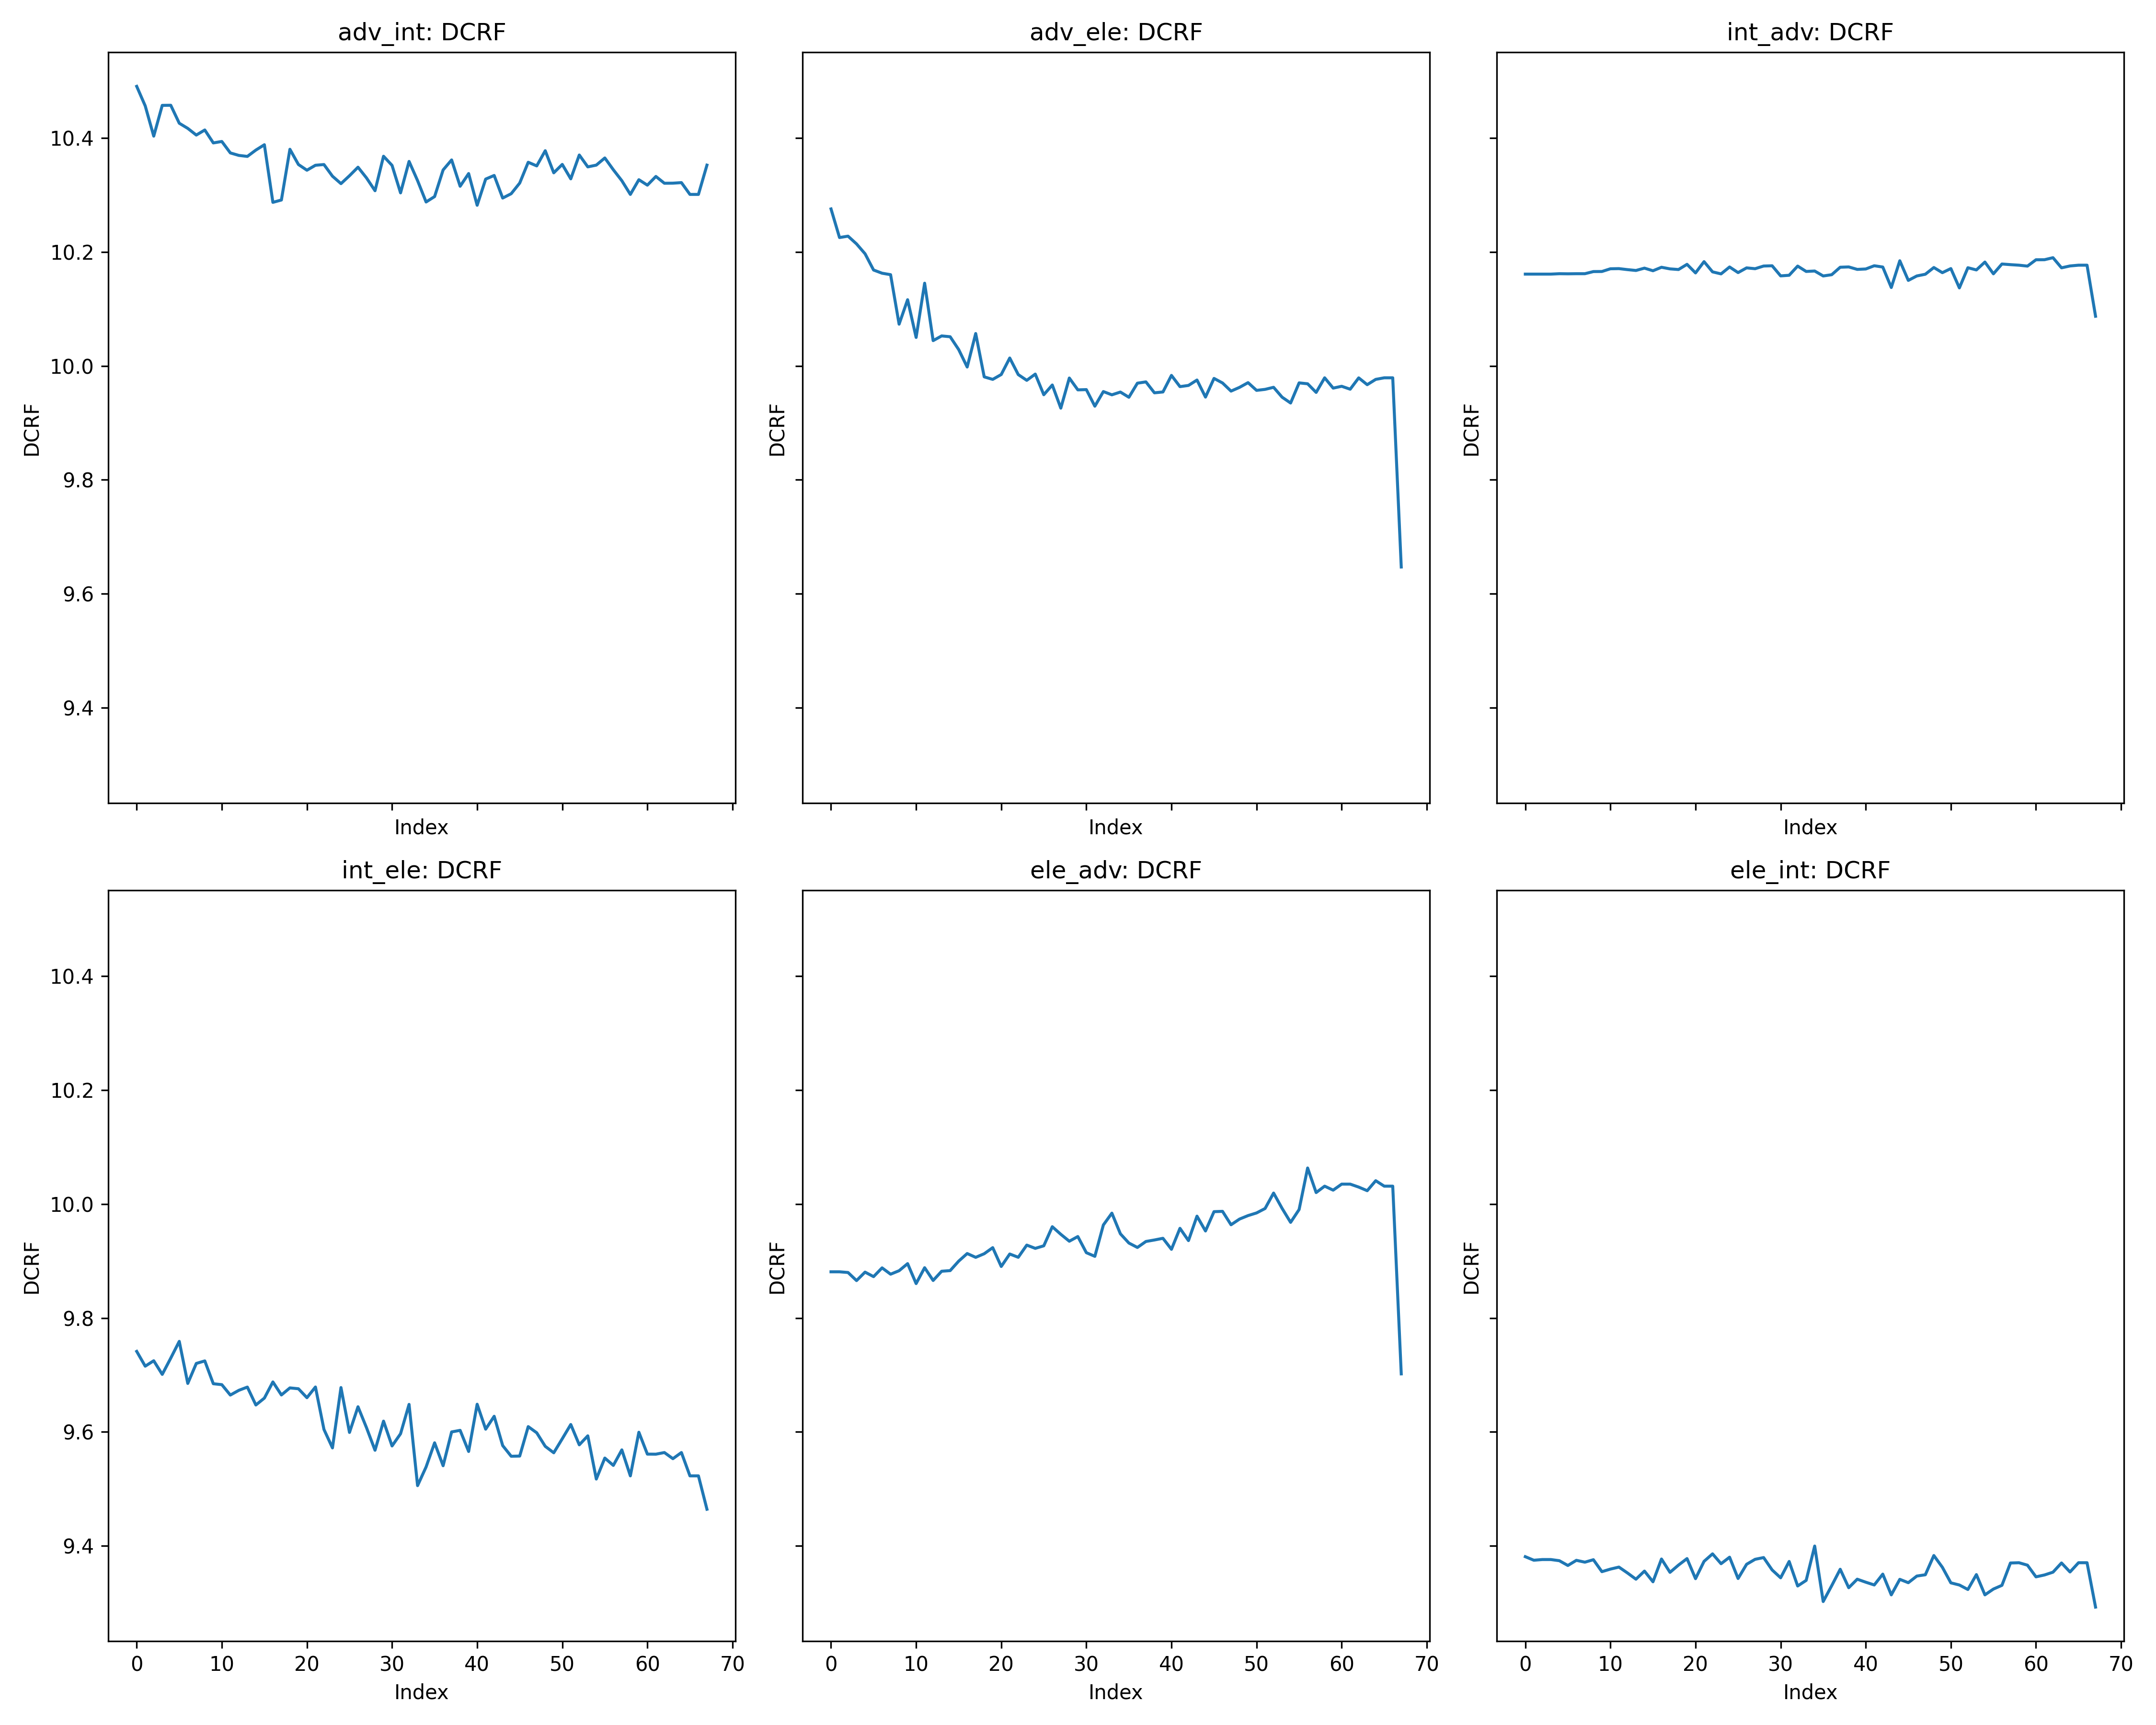 adv_int: DCRF
adv_ele: DCRF
int_adv: DCRF
10.4
10.2
10.0
9.8
9.6
9.4
DCRF
DCRF
DCRF
Index
Index
Index
int_ele: DCRF
ele_adv: DCRF
ele_int: DCRF
10.4
10.2
10.0
9.8
9.6
9.4
DCRF
DCRF
DCRF
0 10 20 30 40 50 60 70
0 10 20 30 40 50 60 70
0 10 20 30 40 50 60 70
Index
Index
Index